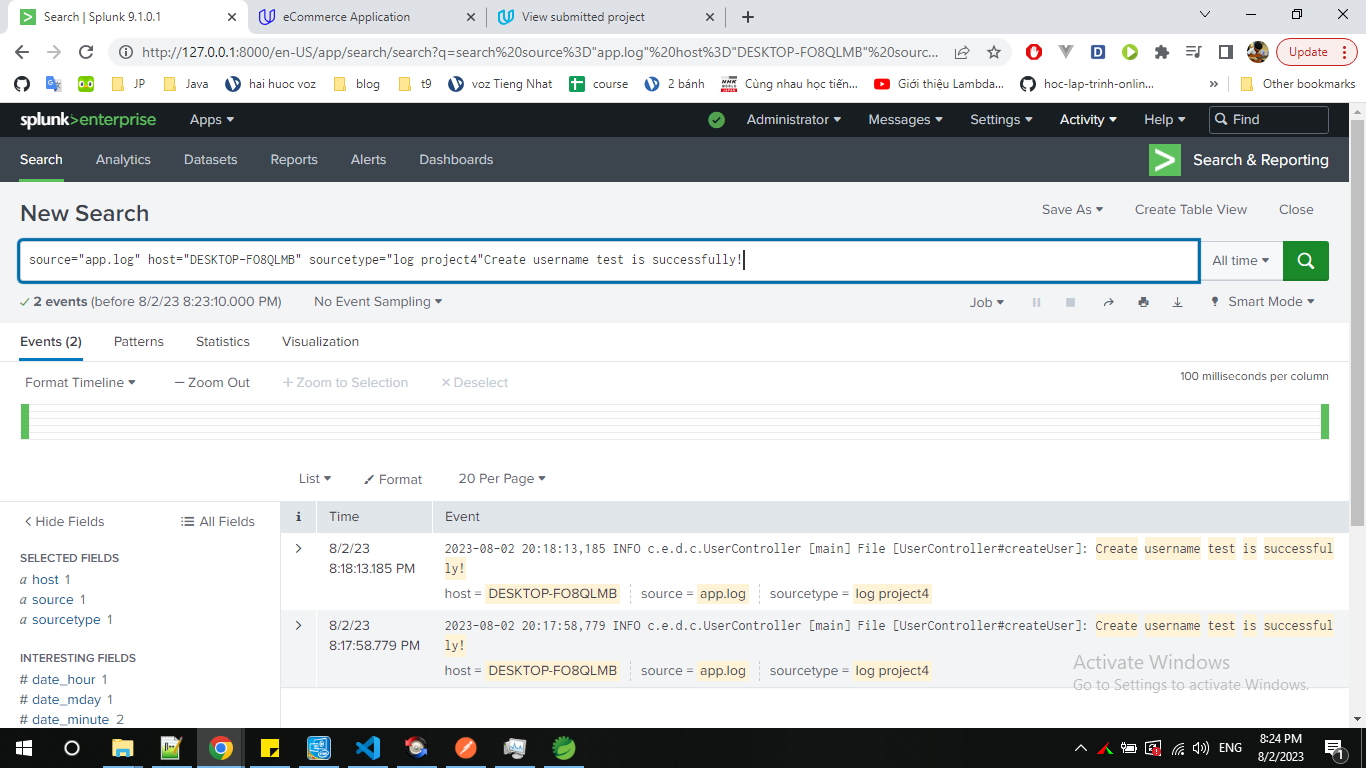 Search | Splunk 9.1.0.1
eCommerce Application
View submitted project
http://127.0.0.1:8000/en-US/app/search/search?q=search%20source%3D"app.log"%20host%3D"DESKTOP-FO8QLMB"%20sourc...
Update
JP
Java
hai huoc voz
blog
t9
voz Tieng Nhat
course
2 bánh
Cùng nhau học tiến...
Giới thiệu Lambda...
hoc-lap-trinh-onlin...
»
Other bookmarks
splunk>enterprise
Apps
Administrator
Messages
Settings
Activity
Help
Find
Search
Analytics
Datasets
Reports
Alerts
Dashboards
Search & Reporting
New Search
Save As
Create Table View
Close
source="app.log" host="DESKTOP-FO8QLMB" sourcetype="log project4"Create username test is successfully!
All time
2 events (before 8/2/23 8:23:10.000 PM)
No Event Sampling
Job
Smart Mode
Events (2)
Patterns
Statistics
Visualization
Format Timeline
— Zoom Out
+ Zoom to Selection
× Deselect
100 milliseconds per column
List
Format
20 Per Page
< Hide Fields
All Fields
i
Time
Event
SELECTED FIELDS
a host 1
a source 1
a sourcetype 1
INTERESTING FIELDS
# date_hour 1
# date_mday 1
# date_minute 2
8/2/23
8:18:13.185 PM
2023-08-02 20:18:13,185 INFO c.e.d.c.UserController [main] File [UserController#createUser]: Create username test is successful
ly!
host = DESKTOP-FO8QLMB
source = app.log
sourcetype = log project4
8/2/23
8:17:58.779 PM
2023-08-02 20:17:58,779 INFO c.e.d.c.UserController [main] File [UserController#createUser]: Create username test is successful
ly!
host = DESKTOP-FO8QLMB
source = app.log
sourcetype = log project4
Activate Windows
Go to Settings to activate Windows.
ENG
8:24 PM
8/2/2023
1